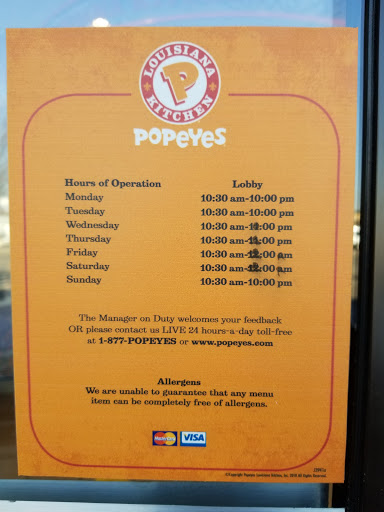 LOUISIANA
P
KITCHEN
POPEYES
Hours of Operation Lobby
Monday 10:30 am-10:00 pm
Tuesday 10:30 am-10:00 pm
Wednesday 10:30 am- :00 pm
Thursday 10:30 am- :00 pm
Friday 10:30 am- :00 am
Saturday 10:30 am- :00 am
Sunday 10:30 am-10:00 pm
The Manager on Duty welcomes your feedback
OR please contact us LIVE 24 hours-a-day toll-free
at 1-877-POPEYES or www.popeyes.com
Allergens
We are unable to guarantee that any menu
item can be completely free of allergens.
MasterCard VISA